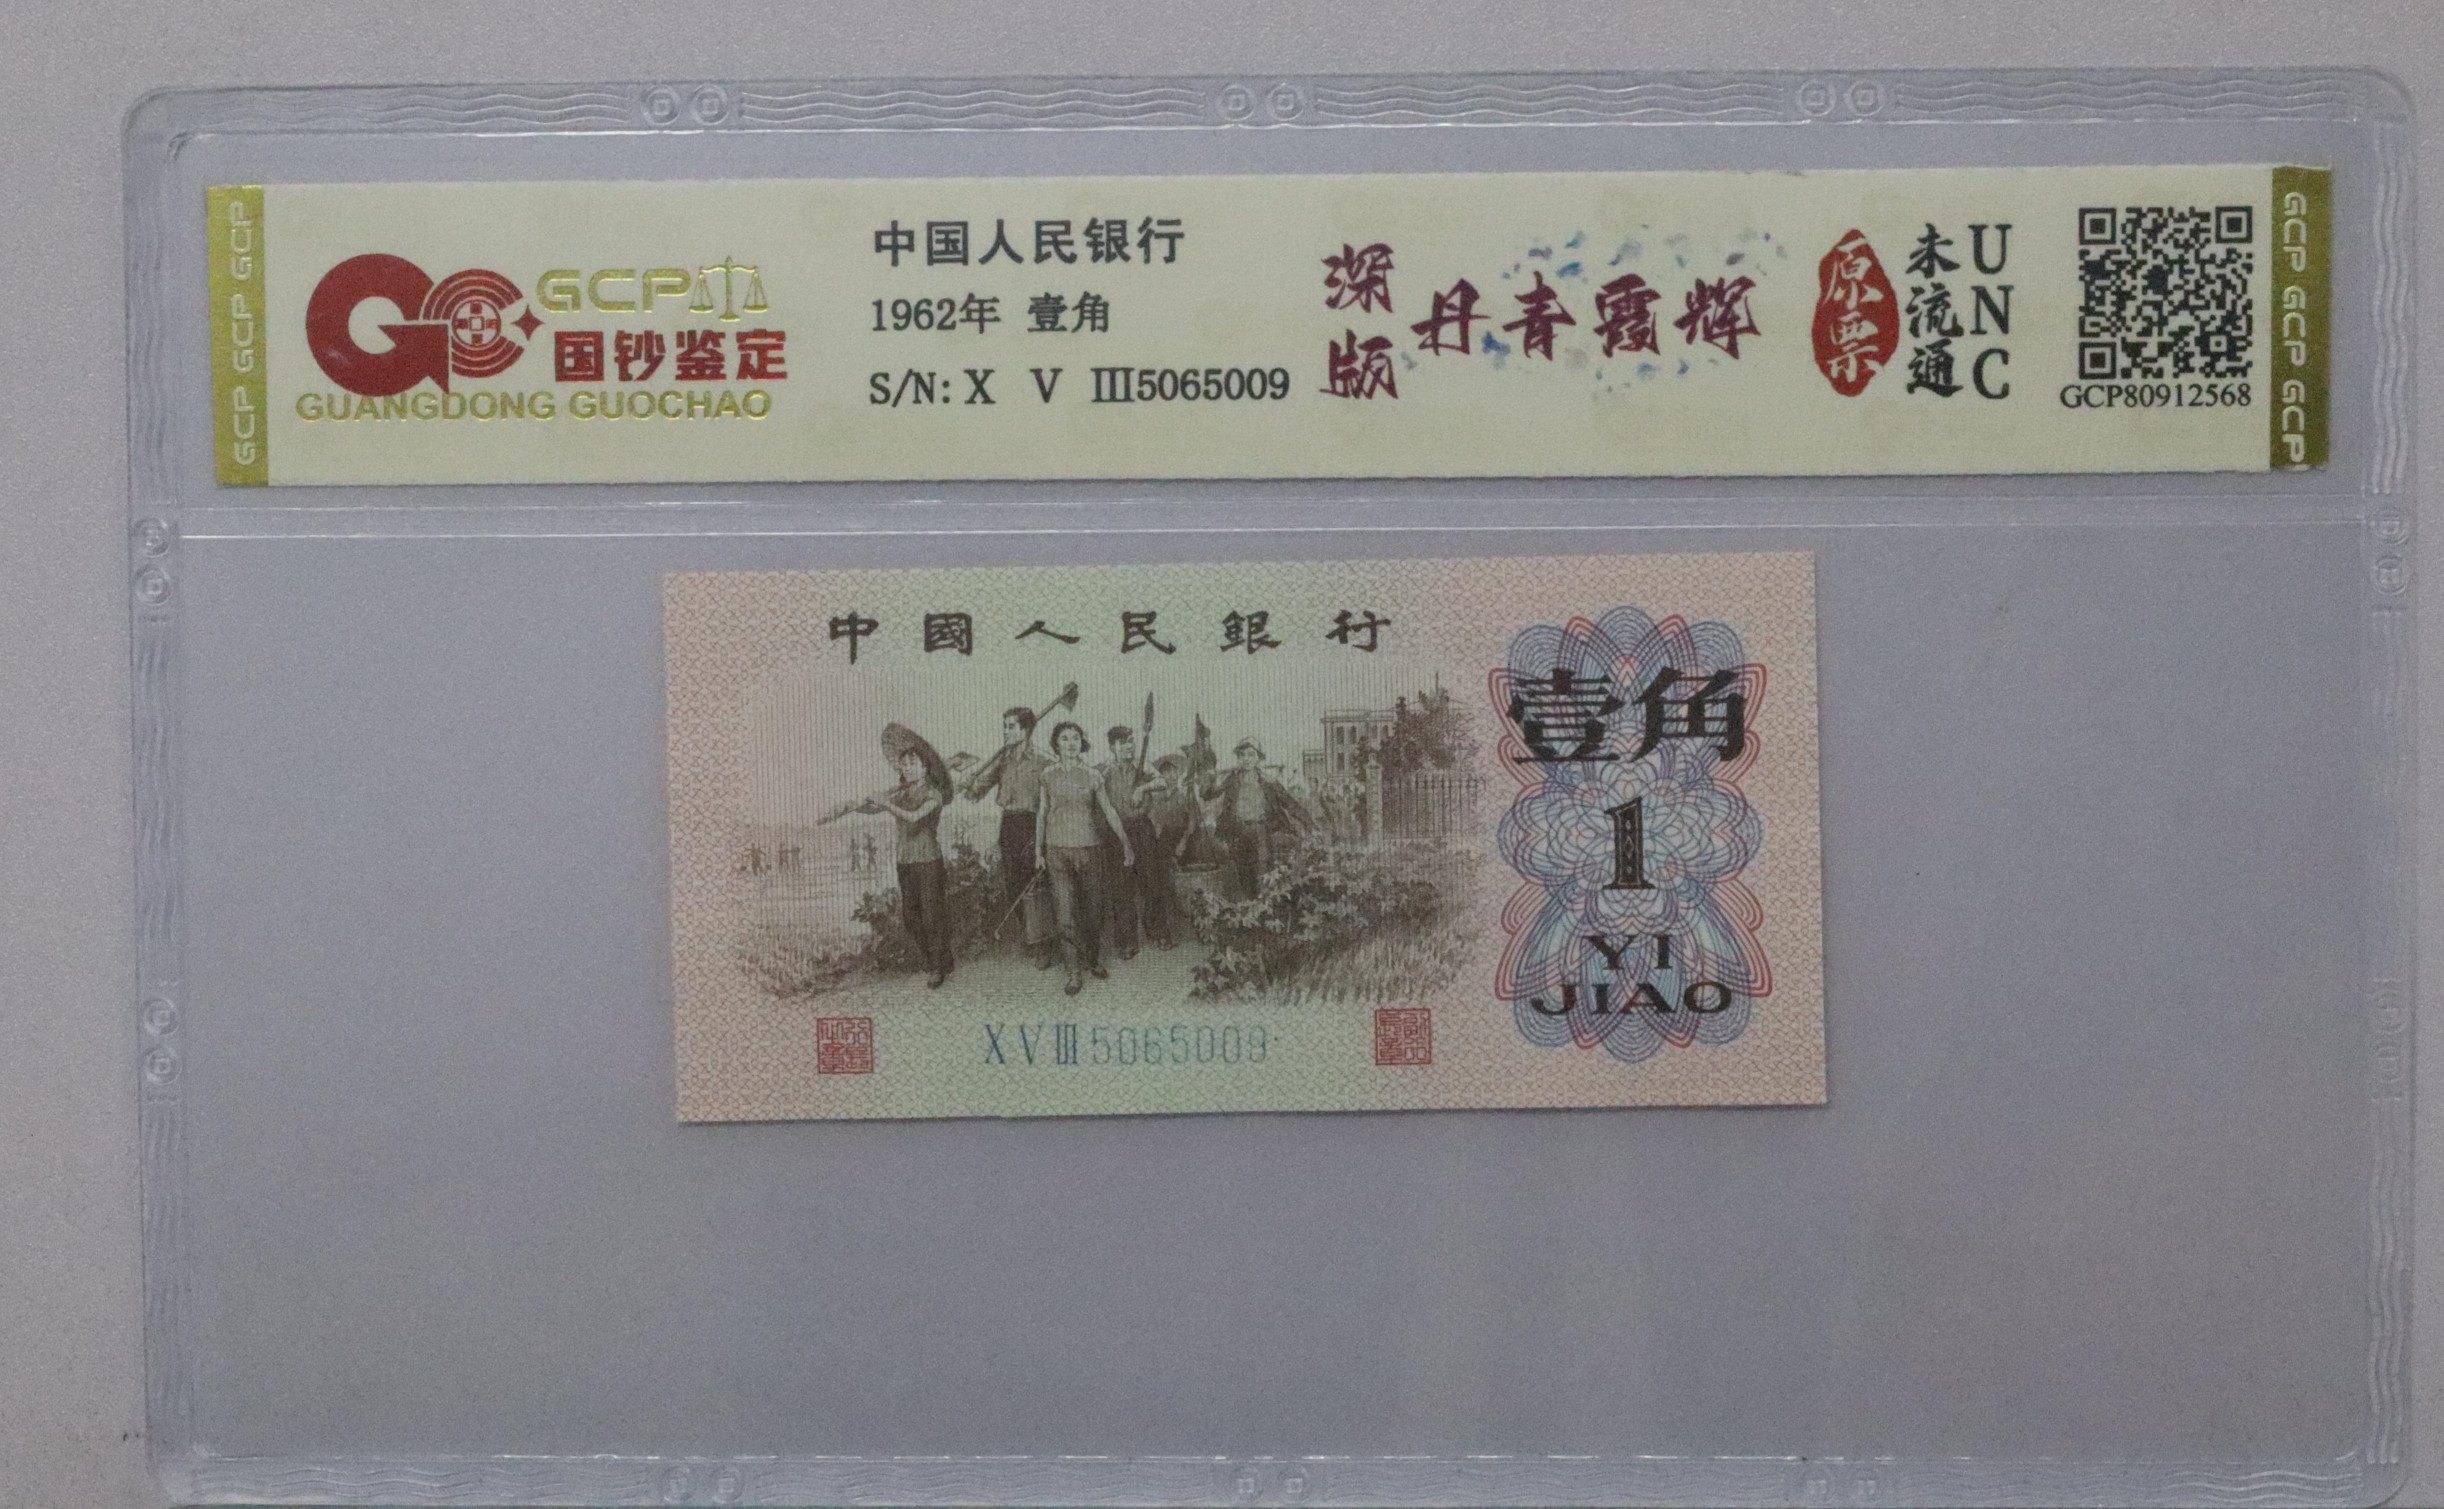 GCP GCP GCP
GCP
国钞鉴定
GUANGDONG GUOCHAO
中国人民银行
1962年 壹角
S/N: X V III5065009
深版
丹青霞辉
原票
未流通
UNC
GCP80912568
GCP GCP GCP
中國人民銀行
壹角
1
YI
JIAO
X V III 5065009